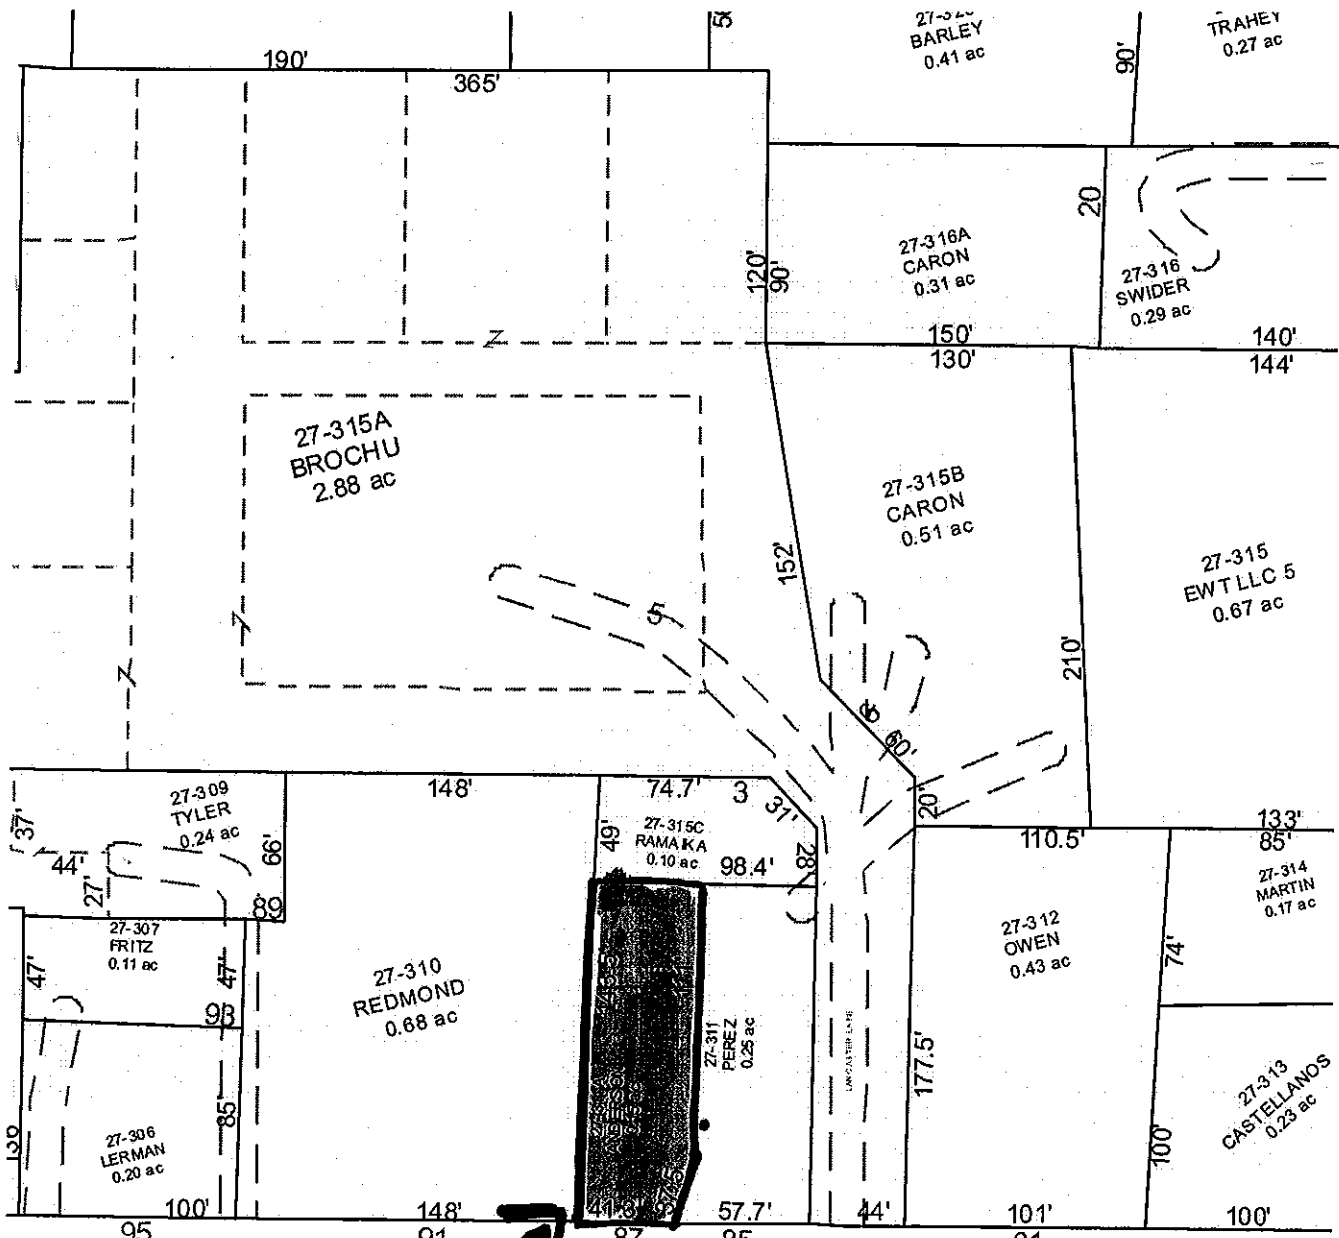 BARLEY
0.41 ac
TRAHEY
0.27 ac
90'
190'
365'
20
27-316A
CARON
0.31 ac
27-316
SWIDER
0.29 ac
120'
90'
150'
130'
140'
144'
27-315A
BROCHU
2.88 ac
27-315B
CARON
0.51 ac
152'
27-315
EWT LLC 5
0.67 ac
5
210'
60'
20'
148'
74.7'
3
31'
27-309
TYLER
0.24 ac
37'
44'
27'
66'
89
49'
27-315C
RAMAIKA
0.10 ac
98.4'
28'
110.5'
133'
85'
27-314
MARTIN
0.17 ac
27-307
FRITZ
0.11 ac
47'
47'
93
27-310
REDMOND
0.68 ac
27-312
OWEN
0.43 ac
74'
27-311
PEREZ
0.25 ac
LANCASTER LANE
177.5'
27-313
CASTELLANOS
0.23 ac
100'
27-306
LERMAN
0.20 ac
85'
100'
148'
57.7'
44'
101'
100'
95
91
87
85